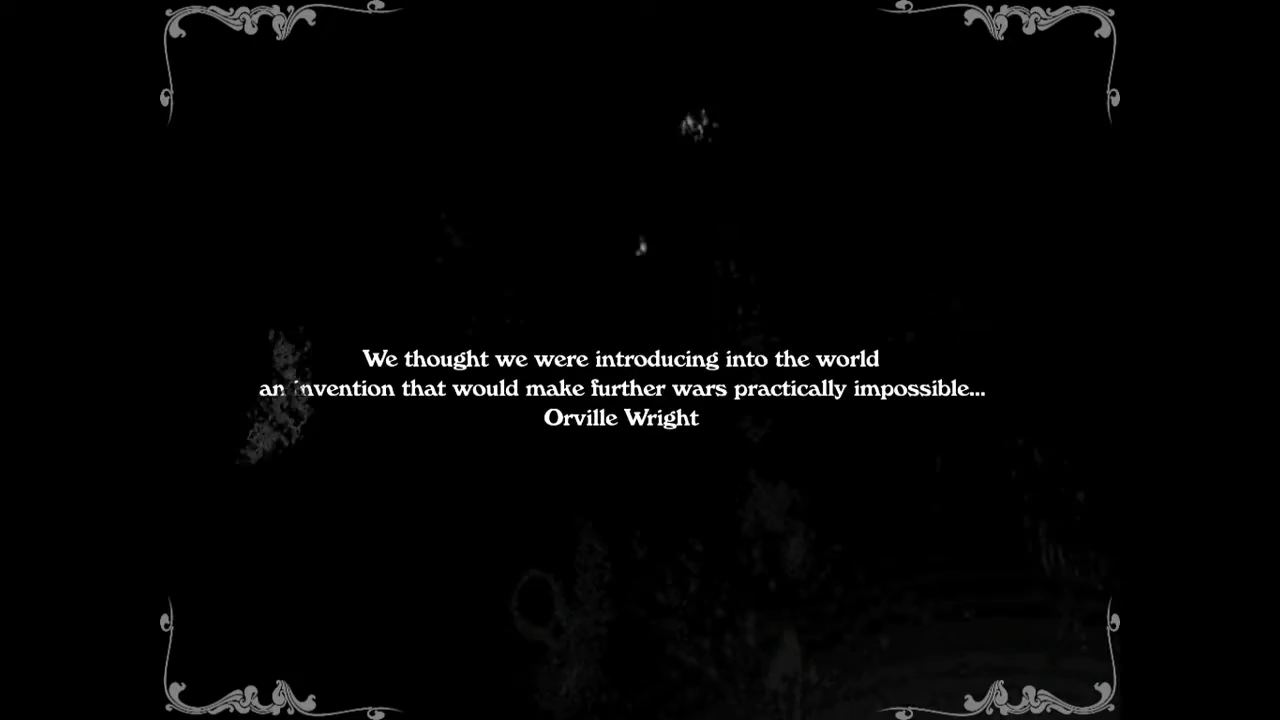 We thought we were introducing into the world
an invention that would make further wars practically impossible...
Orville Wright